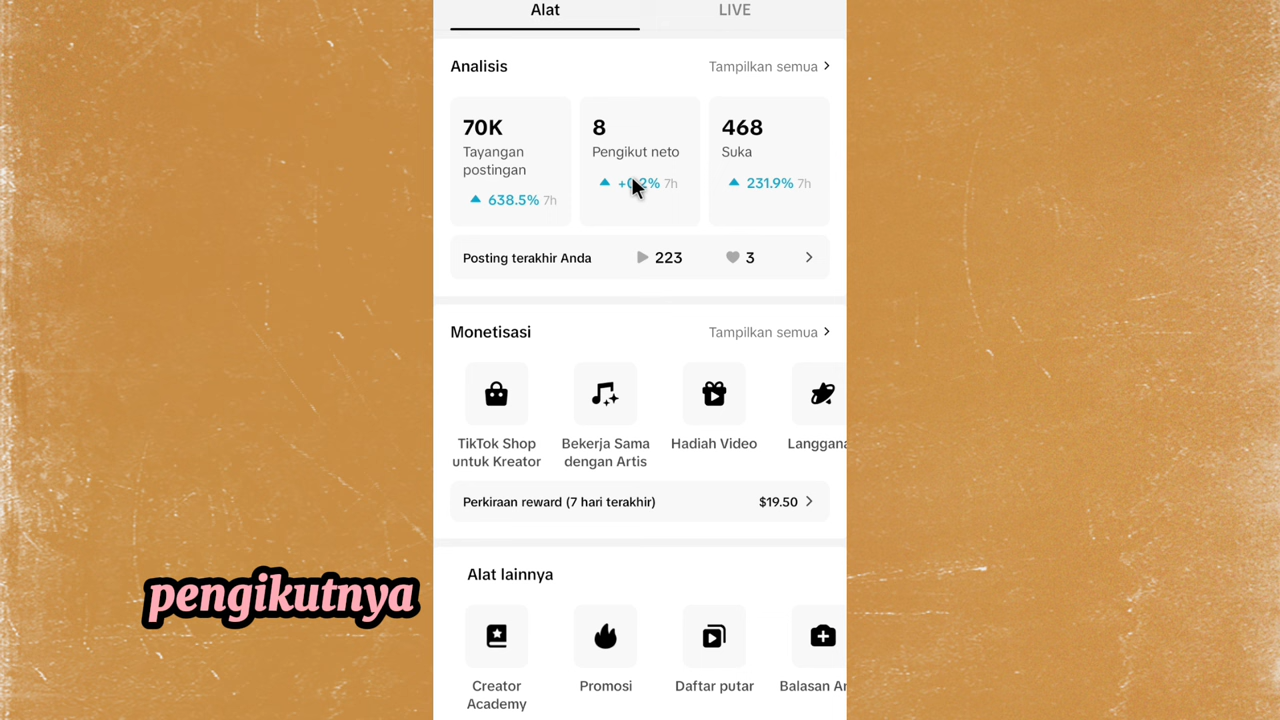 Alat
LIVE
Analisis
Tampilkan semua
70K
Tayangan
postingan
638.5% 7h
8
Pengikut neto
7h
468
Suka
231.9% 7h
Posting terakhir Anda
223
3
Monetisasi
Tampilkan semua
TikTok Shop
untuk Kreator
Bekerja Sama
dengan Artis
Hadiah Video
Perkiraan reward (7 hari terakhir)
$19.50
pengikutnya
Alat lainnya
Creator
Academy
Promosi
Daftar putar
Balasan